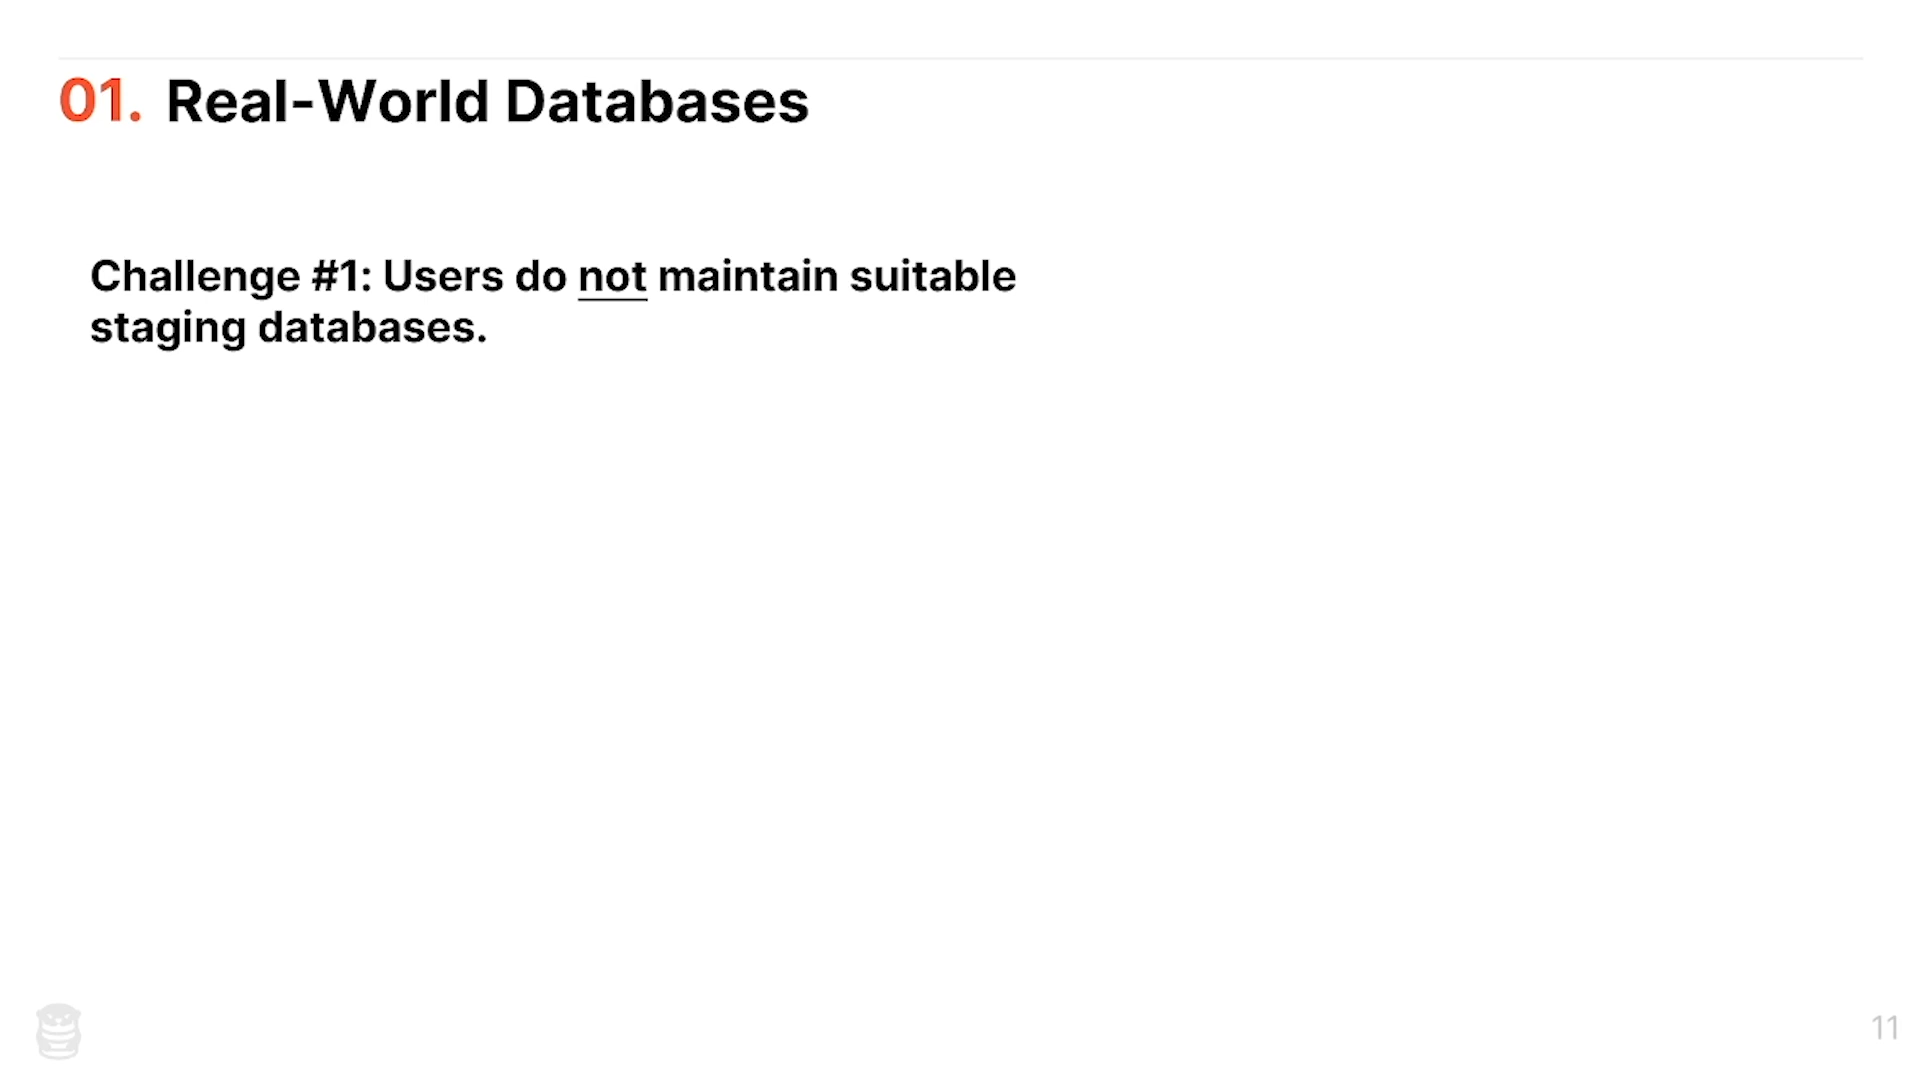 01. Real-World Databases
Challenge #1: Users do not maintain suitable
staging databases.
11